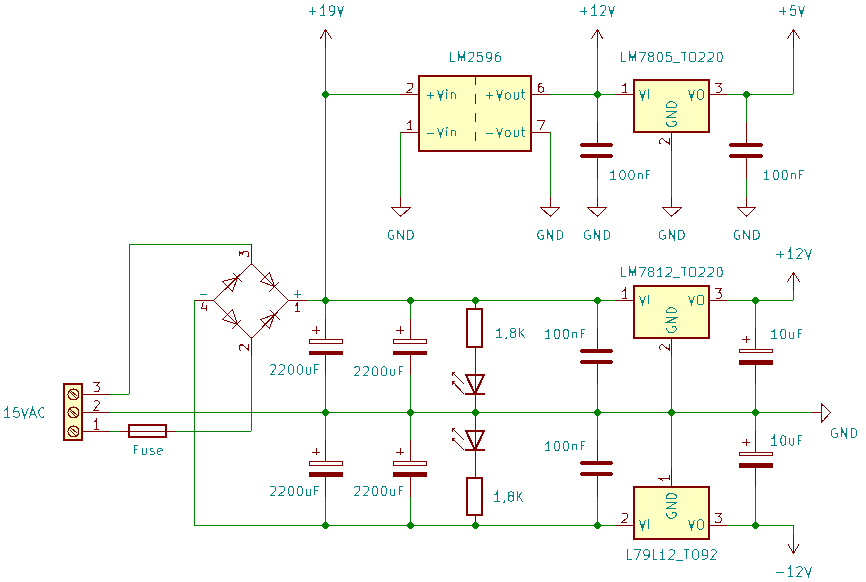 +19V
+12V
+5V
LM2596
LM7805_TO220
2 +Vin +Vout 6
1 VI VO 3
1 -Vin -Vout 7
GND
2
100nF
100nF
GND
GND
GND
GND
GND
+12V
3
LM7812_TO220
- +
4 1
1 VI VO 3
GND
2
2
+ + 1,8K 100nF + 10uF
2200uF 2200uF
3
15VAC 2
1
Fuse
GND
+ + 100nF + 10uF
2200uF 2200uF 1,8K
1
GND
2 VI VO 3
L79L12_TO92
-12V